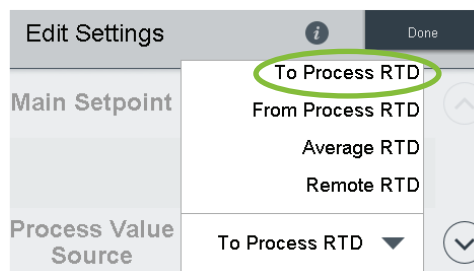 Edit Settings
i
Done
To Process RTD
Main Setpoint
From Process RTD
Average RTD
Remote RTD
Process Value
Source
To Process RTD